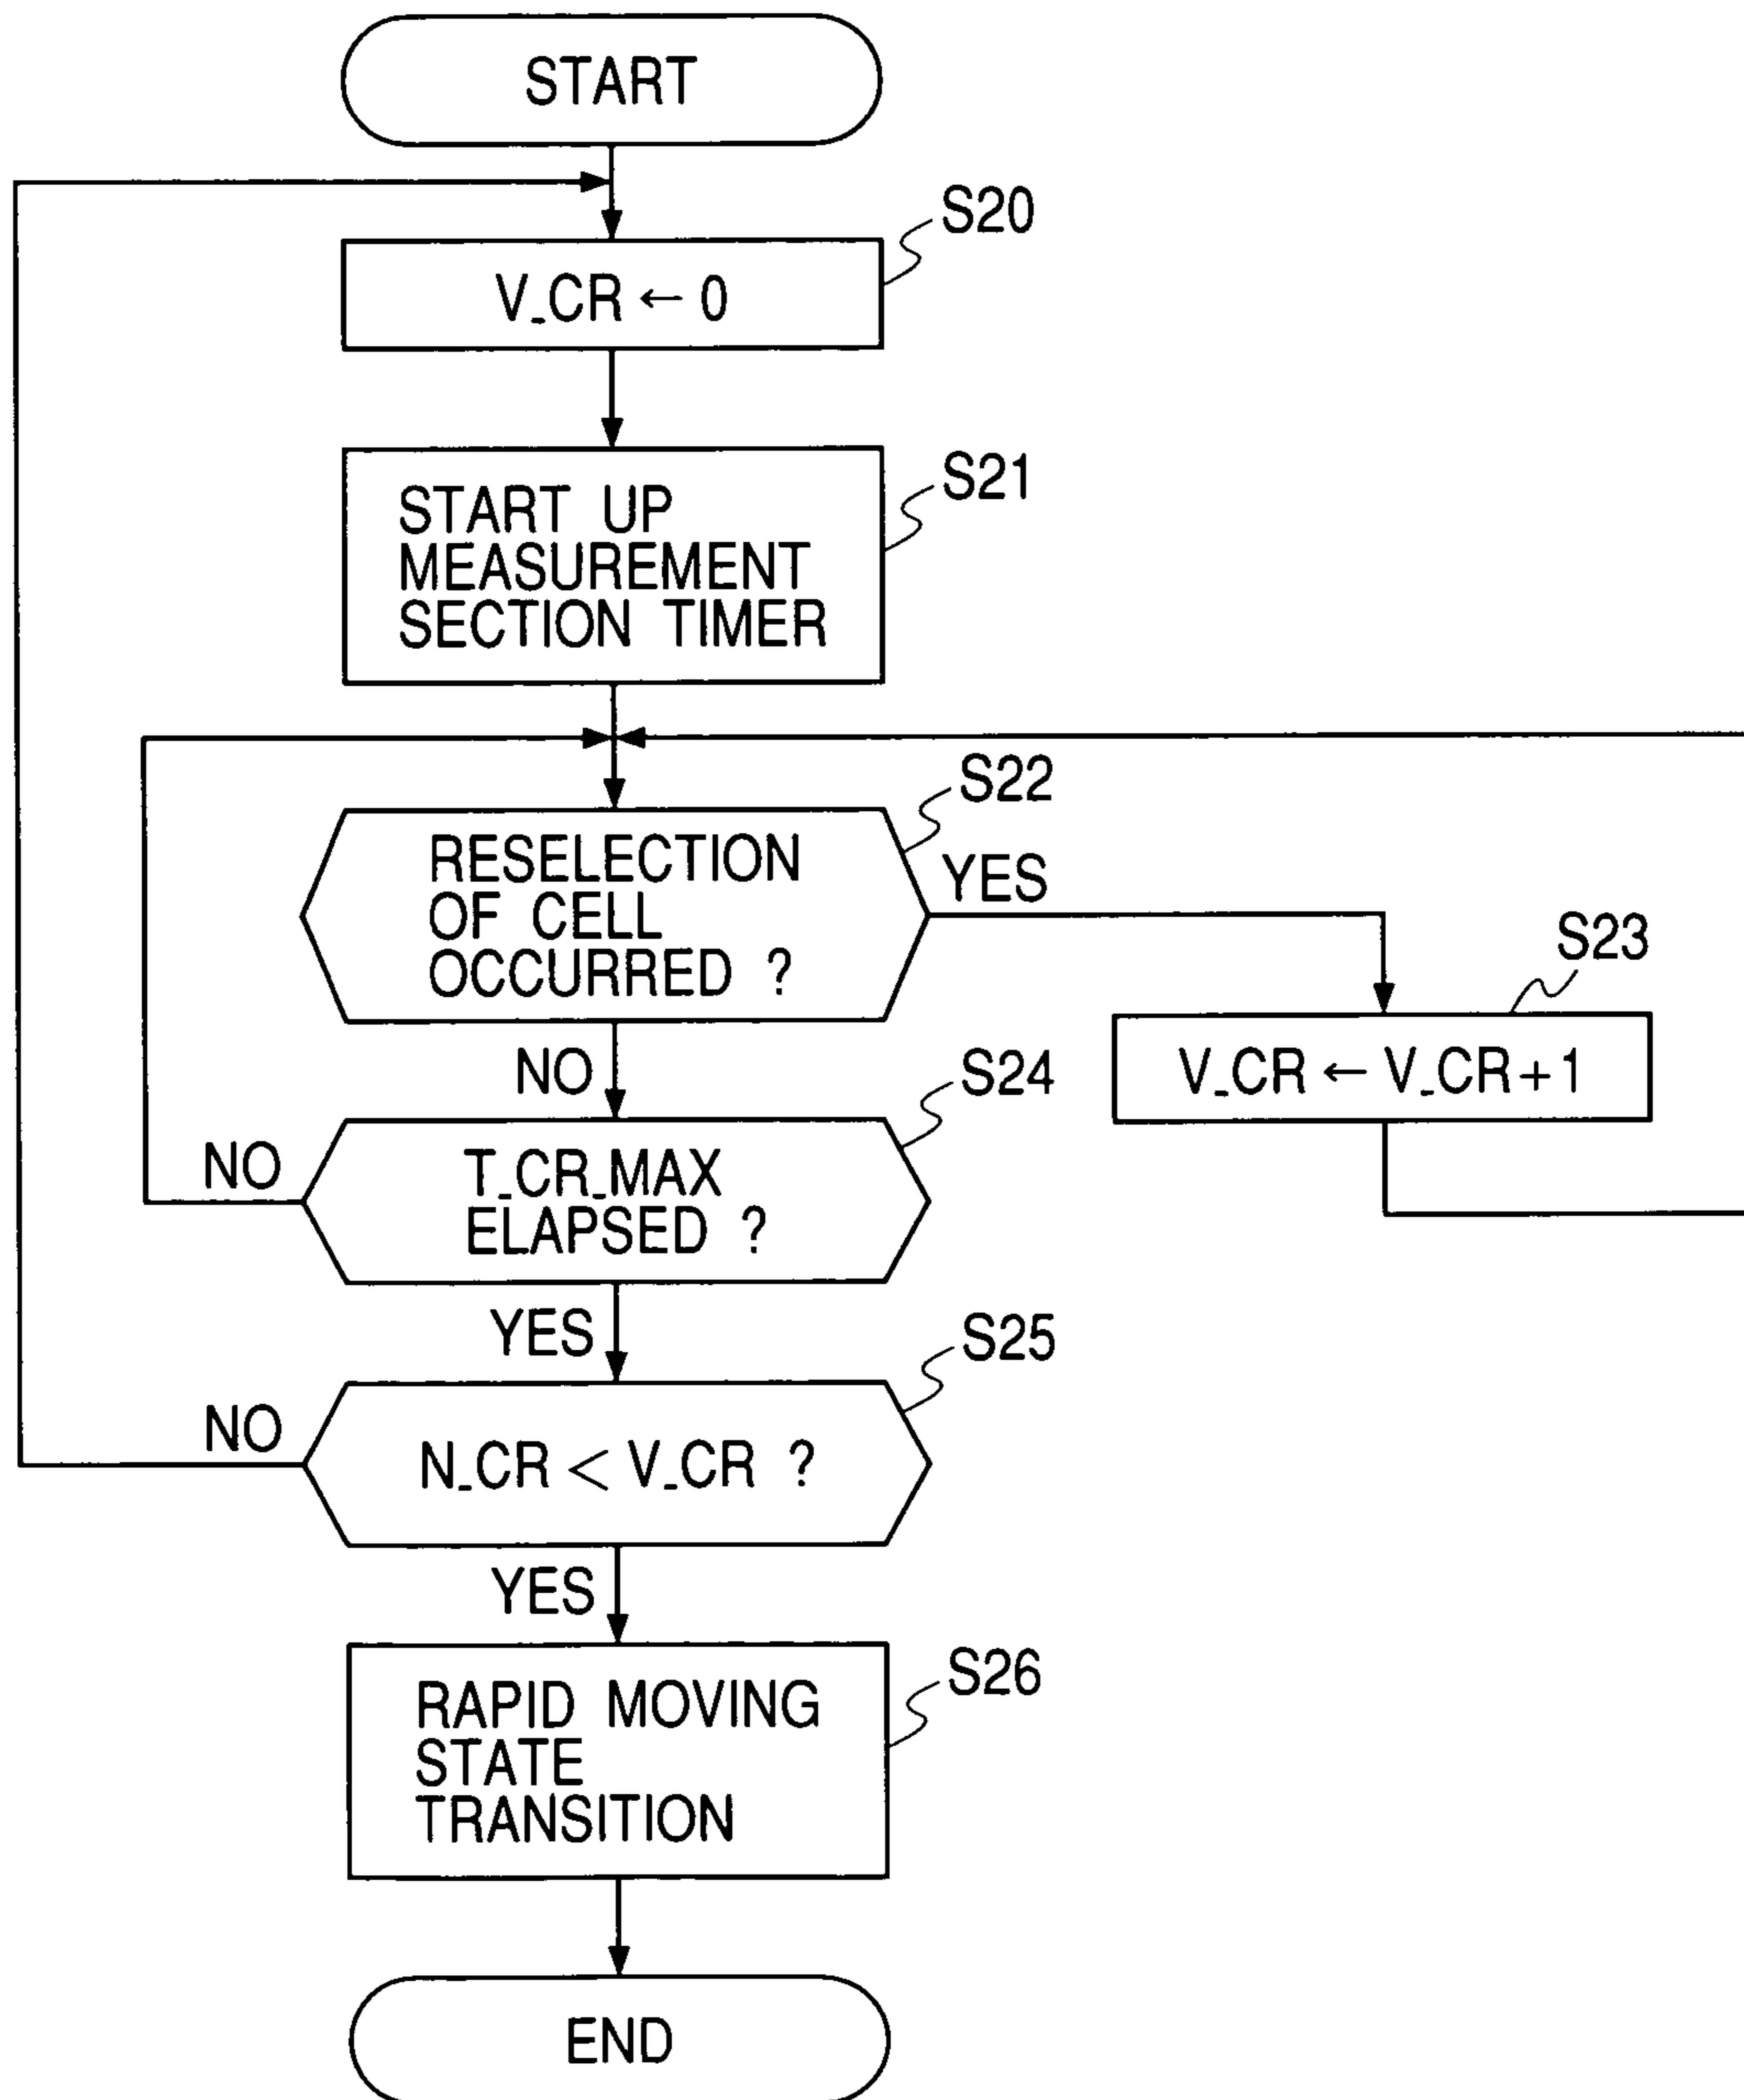 START
S20
V_CR ← 0
S21
START UP
MEASUREMENT
SECTION TIMER
S22
RESELECTION
OF CELL
OCCURRED ?
YES
S23
V_CR ← V_CR+1
NO
S24
T_CR_MAX
ELAPSED ?
NO
YES
S25
N_CR < V_CR ?
NO
YES
S26
RAPID MOVING
STATE
TRANSITION
END